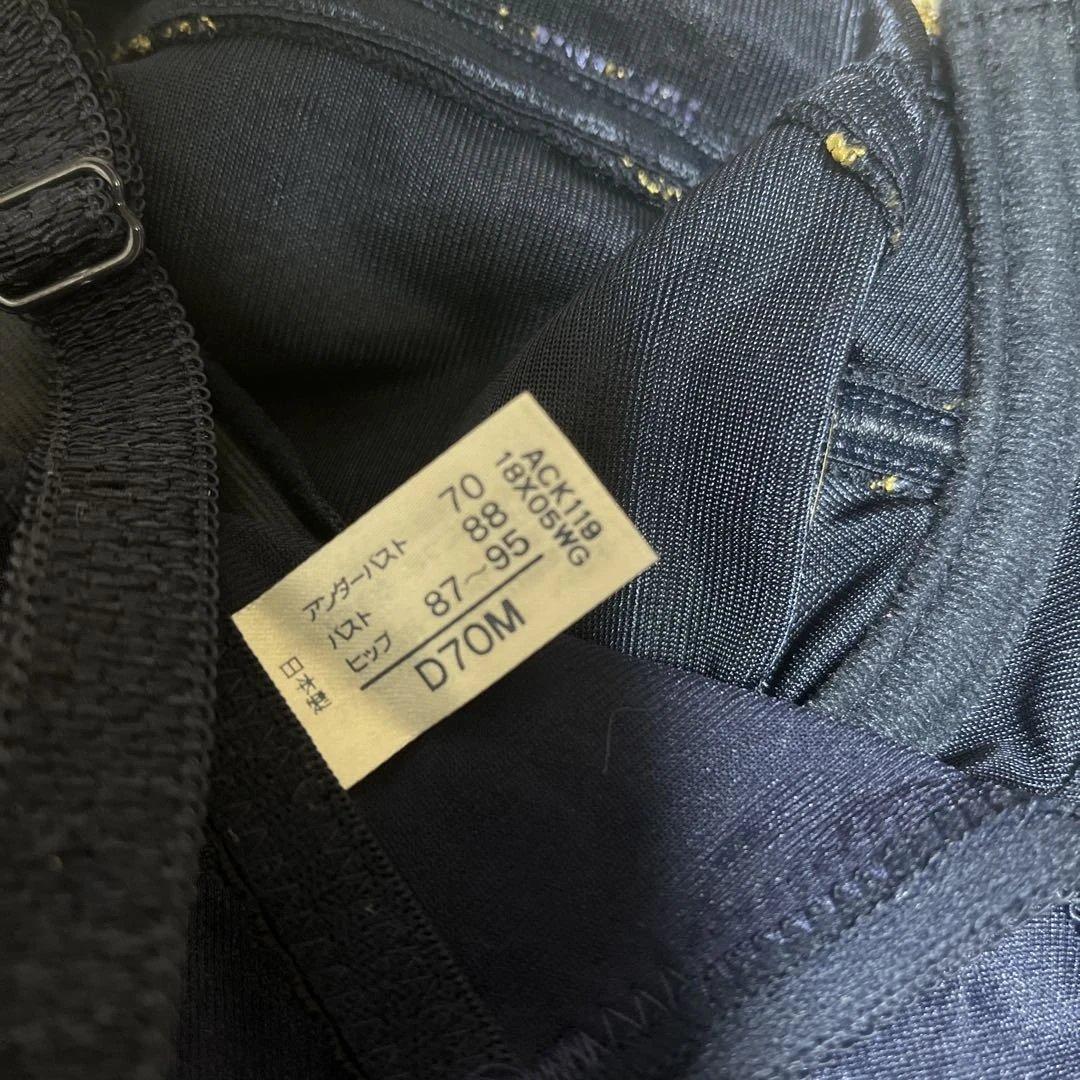 ACK119
18X05WG
アンダーバスト 70
バスト 88
ヒップ 87~95
D70M
日本製